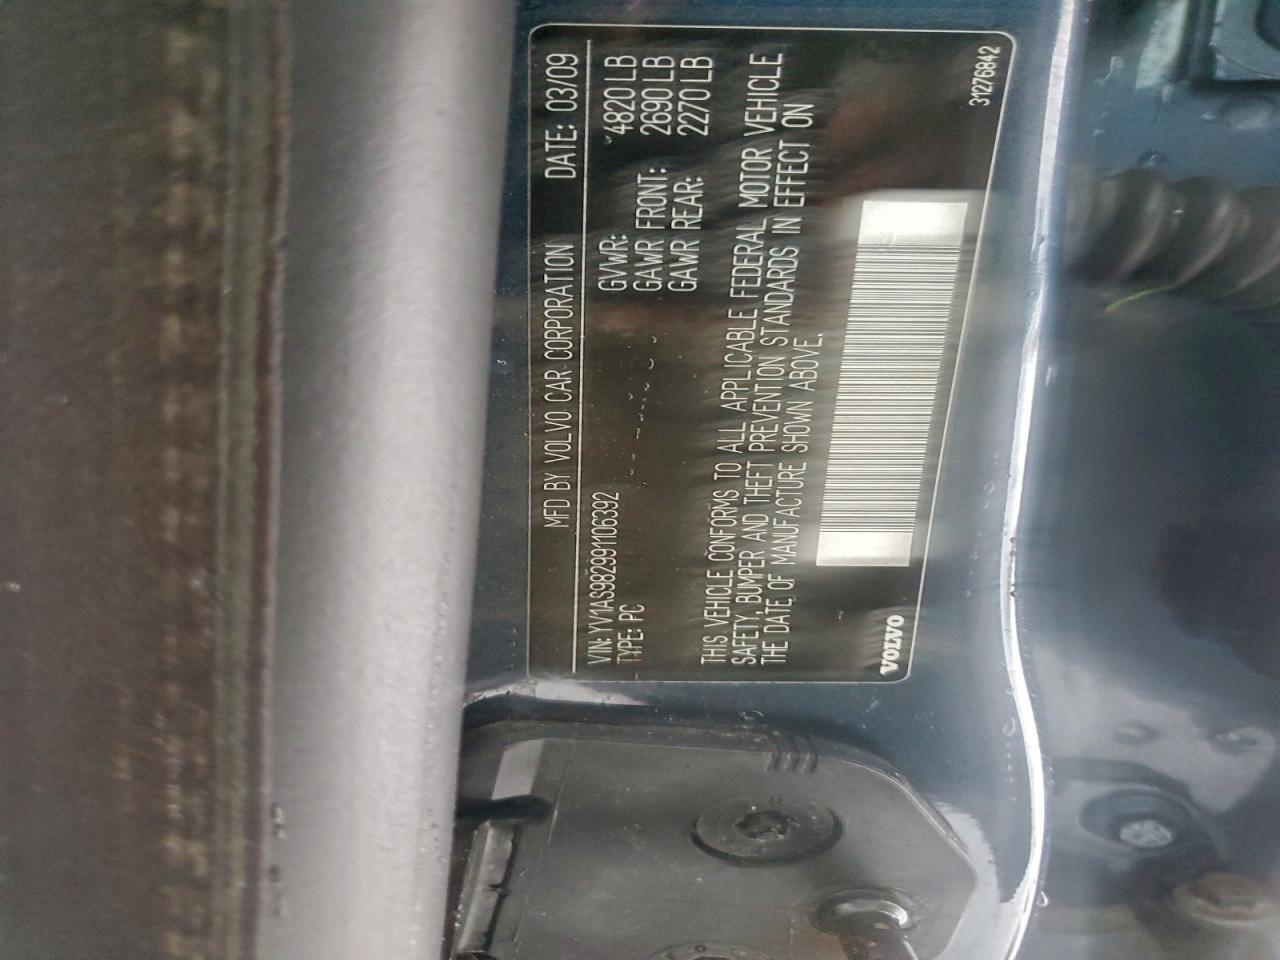 MFD BY VOLVO CAR CORPORATION DATE: 03/09
VIN: YV1AS982991106392 GVWR: 4820 LB
TYPE: PC GAWR FRONT: 2690 LB
GAWR REAR: 2270 LB
THIS VEHICLE CONFORMS TO ALL APPLICABLE FEDERAL MOTOR VEHICLE
SAFETY, BUMPER AND THEFT PREVENTION STANDARDS IN EFFECT ON
THE DATE OF MANUFACTURE SHOWN ABOVE.
VOLVO 31276842